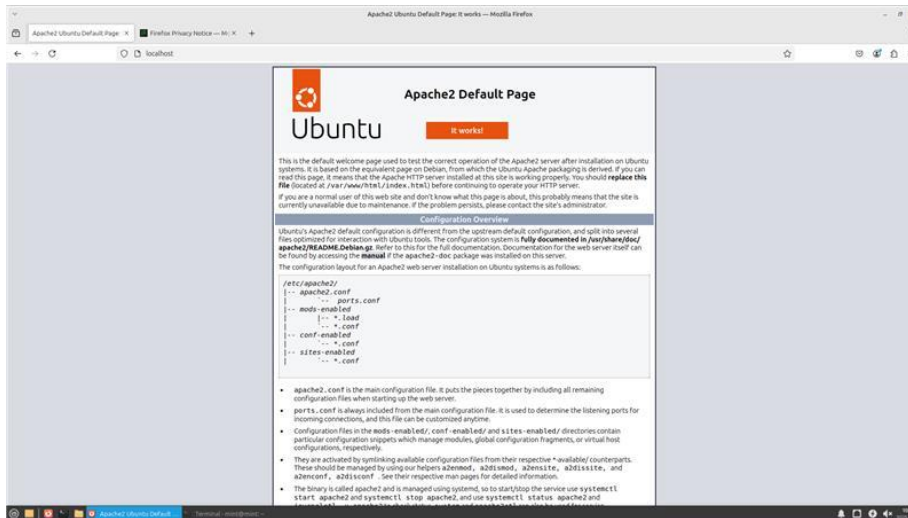 Apache2 Ubuntu Default Page: It works — Mozilla Firefox
Apache2 Ubuntu Default Page
Firefox Privacy Notice — M
localhost
Ubuntu
Apache2 Default Page
It works!
This is the default welcome page used to test the correct operation of the Apache2 server after installation on Ubuntu
systems. It is based on the equivalent page on Debian, from which the Ubuntu Apache packaging is derived. If you can
read this page, it means that the Apache HTTP server installed at this site is working properly. You should replace this
file (located at /var/www/html/index.html) before continuing to operate your HTTP server.
If you are a normal user of this web site and don't know what this page is about, this probably means that the site is
currently unavailable due to maintenance. If the problem persists, please contact the site's administrator.
Configuration Overview
Ubuntu's Apache2 default configuration is different from the upstream default configuration, and split into several
files optimized for interaction with Ubuntu tools. The configuration system is fully documented in /usr/share/doc/
apache2/README.Debian.gz. Refer to this for the full documentation. Documentation for the web server itself can
be found by accessing the manual if the apache2-doc package was installed on this server.
The configuration layout for an Apache2 web server installation on Ubuntu systems is as follows:
/etc/apache2/
|-- apache2.conf
|       `--  ports.conf
|-- mods-enabled
|       |-- *.load
|       `-- *.conf
|-- conf-enabled
|       `-- *.conf
|-- sites-enabled
|       `-- *.conf
• apache2.conf is the main configuration file. It puts the pieces together by including all remaining
configuration files when starting up the web server.
• ports.conf is always included from the main configuration file. It is used to determine the listening ports for
incoming connections, and this file can be customized anytime.
• Configuration files in the mods-enabled/, conf-enabled/ and sites-enabled/ directories contain
particular configuration snippets which manage modules, global configuration fragments, or virtual host
configurations, respectively.
• They are activated by symlinking available configuration files from their respective *-available/ counterparts.
These should be managed by using our helpers a2enmod, a2dismod, a2ensite, a2dissite, and
a2enconf, a2disconf . See their respective man pages for detailed information.
• The binary is called apache2 and is managed using systemd, so to start/stop the service use systemctl
start apache2 and systemctl stop apache2, and use systemctl status apache2 and
Apache2 Ubuntu Default ...
Terminal - mint@mint: ~